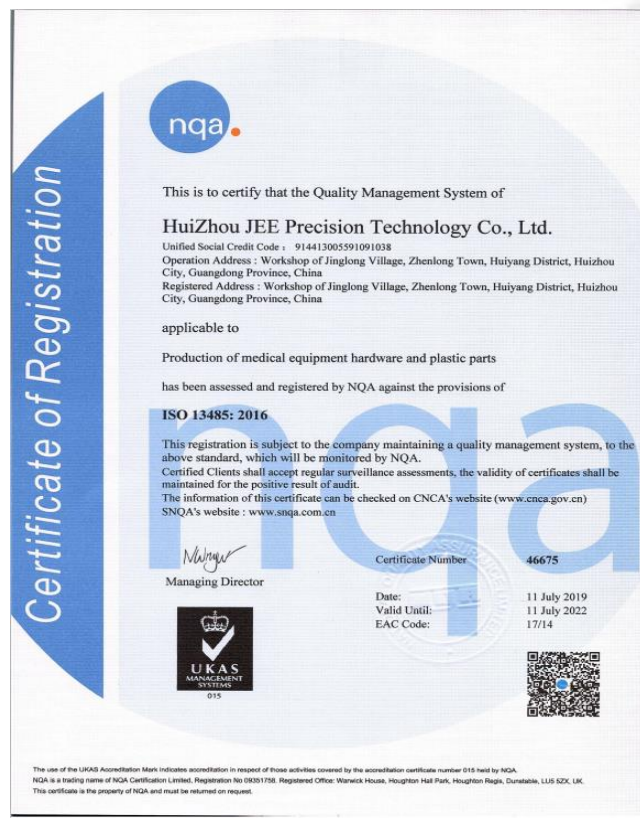 Certificate of Registration
nqa.
This is to certify that the Quality Management System of
HuiZhou JEE Precision Technology Co., Ltd.
Unified Social Credit Code : 914413005591091038
Operation Address : Workshop of Jinglong Village, Zhenlong Town, Huiyang District, Huizhou
City, Guangdong Province, China
Registered Address : Workshop of Jinglong Village, Zhenlong Town, Huiyang District, Huizhou
City, Guangdong Province, China
applicable to
Production of medical equipment hardware and plastic parts
has been assessed and registered by NQA against the provisions of
ISO 13485: 2016
This registration is subject to the company maintaining a quality management system, to the
above standard, which will be monitored by NQA.
Certified Clients shall accept regular surveillance assessments, the validity of certificates shall be
maintained for the positive result of audit.
The information of this certificate can be checked on CNCA's website (www.cnca.gov.cn)
SNQA's website : www.snqa.com.cn
nqa
Managing Director
Certificate Number 46675
Date: 11 July 2019
Valid Until: 11 July 2022
EAC Code: 17/14
UKAS
MANAGEMENT
SYSTEMS
015
The use of the UKAS Accreditation Mark indicates accreditation in respect of those activities covered by the accreditation certificate number 015 held by NQA.
NQA is a trading name of NQA Certification Limited, Registration No 09351758. Registered Office: Warwick House, Houghton Hall Park, Houghton Regis, Dunstable, LU5 5ZX, UK.
This certificate is the property of NQA and must be returned on request.